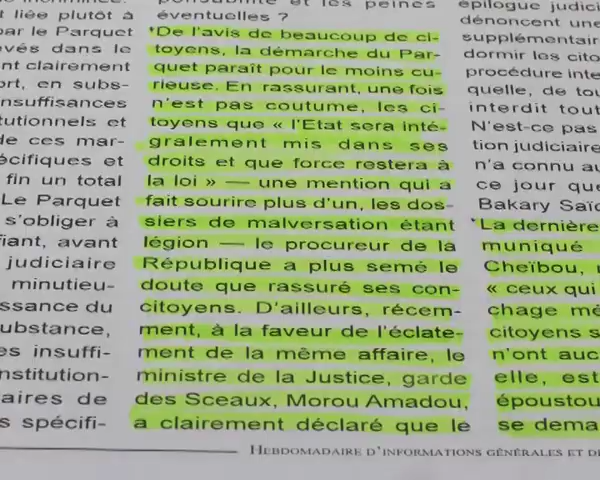 t liée plutôt à
par le Parquet
evés dans le
nt clairement
ort, en subs-
nsuffisances
tutionnels et
de ces mar-
écifiques et
fin un total
Le Parquet
s'obliger à
fiant, avant
judiciaire
minutieu-
ssance du
ubstance,
es insuffi-
nstitution-
aires de
s spécifi-
et les peines
éventuelles ?
*De l'avis de beaucoup de ci-
toyens, la démarche du Par-
quet paraît pour le moins cu-
rieuse. En rassurant, une fois
n'est pas coutume, les ci-
toyens que « l'Etat sera inté-
gralement mis dans ses
droits et que force restera à
la loi » — une mention qui a
fait sourire plus d'un, les dos-
siers de malversation étant
légion — le procureur de la
République a plus semé le
doute que rassuré ses con-
citoyens. D'ailleurs, récem-
ment, à la faveur de l'éclate-
ment de la même affaire, le
ministre de la Justice, garde
des Sceaux, Morou Amadou,
a clairement déclaré que le
épilogue judici
dénoncent une
supplémentair
dormir les cito
procédure inte
quelle, de tou
interdit tout
N'est-ce pas
tion judiciaire
n'a connu au
ce jour que
Bakary Saïd
*La dernière
muniqué
Cheïbou,
« ceux qui
chage mé
citoyens s
n'ont auc
elle, est
époustou
se dema
HEBDOMADAIRE D'INFORMATIONS GÉNÉRALES ET D